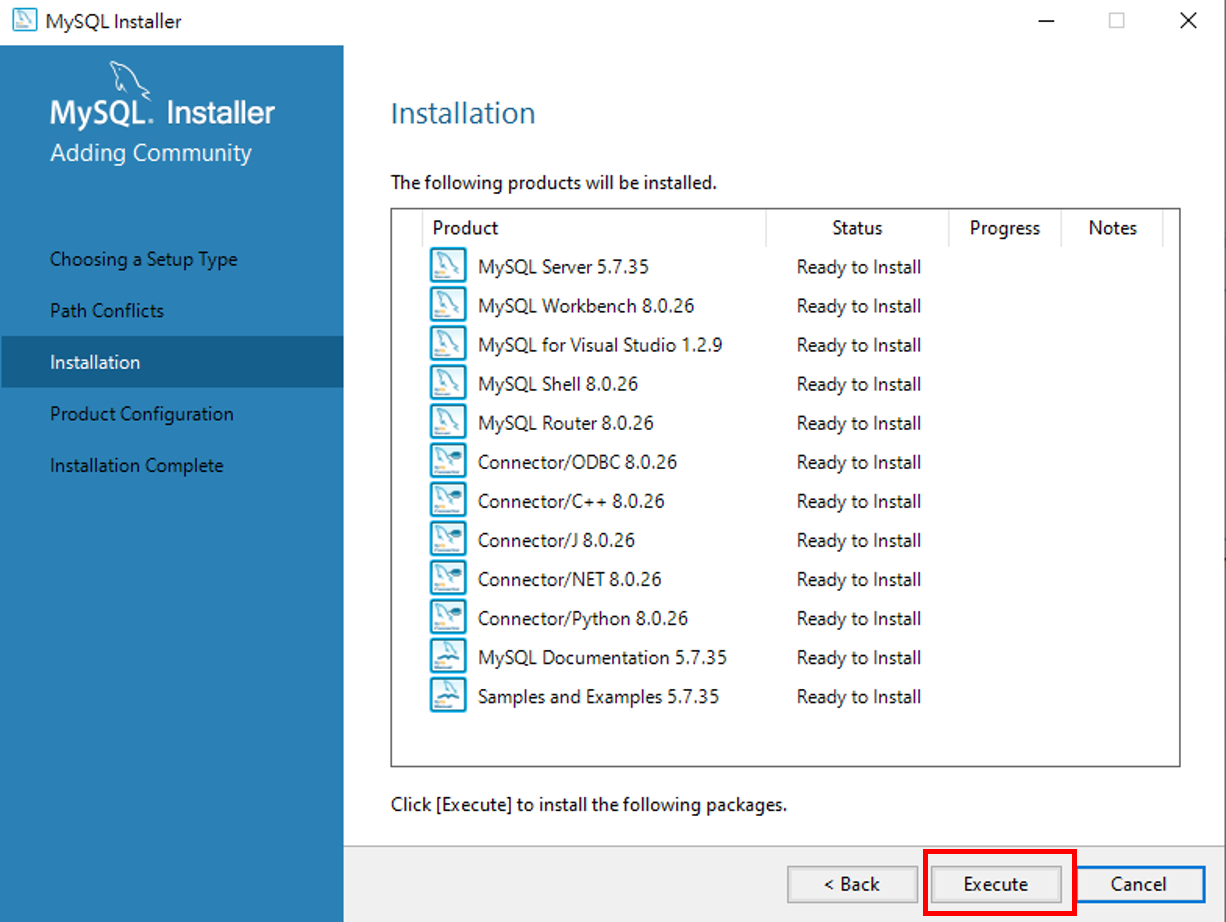 MySQL Installer
MySQL. Installer
Adding Community
Choosing a Setup Type
Path Conflicts
Installation
Product Configuration
Installation Complete
Installation
The following products will be installed.
Product Status Progress Notes
MySQL Server 5.7.35 Ready to Install
MySQL Workbench 8.0.26 Ready to Install
MySQL for Visual Studio 1.2.9 Ready to Install
MySQL Shell 8.0.26 Ready to Install
MySQL Router 8.0.26 Ready to Install
Connector/ODBC 8.0.26 Ready to Install
Connector/C++ 8.0.26 Ready to Install
Connector/J 8.0.26 Ready to Install
Connector/NET 8.0.26 Ready to Install
Connector/Python 8.0.26 Ready to Install
MySQL Documentation 5.7.35 Ready to Install
Samples and Examples 5.7.35 Ready to Install
Click [Execute] to install the following packages.
< Back Execute Cancel